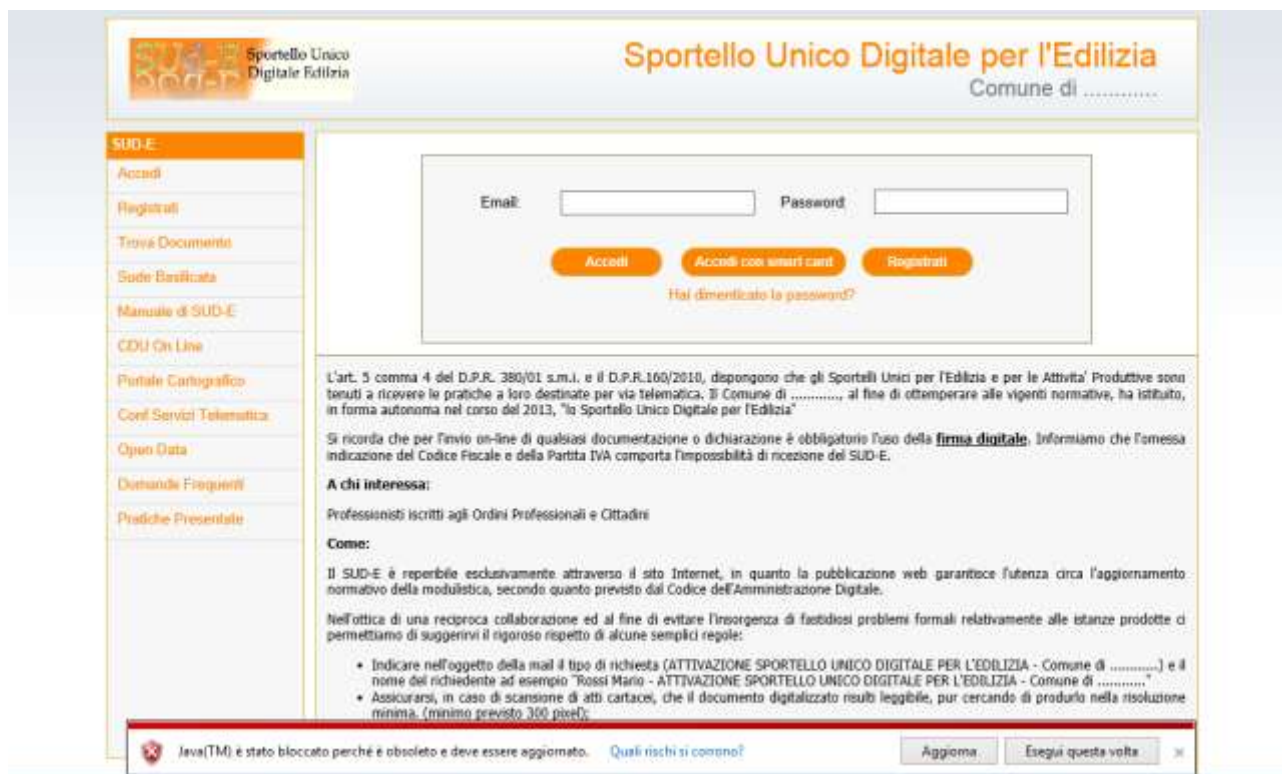 SUD-E
Sportello Unico
Digitale Edilizia
Sportello Unico Digitale per l'Edilizia
Comune di ............
SUD-E
Accedi
Registrati
Trova Documento
Sude Basilicata
Manuale di SUD-E
CDU On Line
Portale Cartografico
Conf Servizi Telematica
Open Data
Domande Frequenti
Pratiche Presentate
Email:
Password:
Accedi
Accedi con smart card
Registrati
Hai dimenticato la password?
L'art. 5 comma 4 del D.P.R. 380/01 s.m.i. e il D.P.R.160/2010, dispongono che gli Sportelli Unici per l'Edilizia e per le Attivita' Produttive sono
tenuti a ricevere le pratiche a loro destinate per via telematica. Il Comune di ............, al fine di ottemperare alle vigenti normative, ha istituito,
in forma autonoma nel corso del 2013, "lo Sportello Unico Digitale per l'Edilizia"
Si ricorda che per l'invio on-line di qualsiasi documentazione o dichiarazione è obbligatorio l'uso della firma digitale. Informiamo che l'omessa
indicazione del Codice Fiscale e della Partita IVA comporta l'impossibilità di ricezione del SUD-E.
A chi interessa:
Professionisti iscritti agli Ordini Professionali e Cittadini
Come:
Il SUD-E è reperibile esclusivamente attraverso il sito Internet, in quanto la pubblicazione web garantisce l'utenza circa l'aggiornamento
normativo della modulistica, secondo quanto previsto dal Codice dell'Amministrazione Digitale.
Nell'ottica di una reciproca collaborazione ed al fine di evitare l'insorgenza di fastidiosi problemi formali relativamente alle istanze prodotte ci
permettiamo di suggerirvi il rigoroso rispetto di alcune semplici regole:
• Indicare nell'oggetto della mail il tipo di richiesta (ATTIVAZIONE SPORTELLO UNICO DIGITALE PER L'EDILIZIA - Comune di ...........) e il
nome del richiedente ad esempio "Rossi Mario - ATTIVAZIONE SPORTELLO UNICO DIGITALE PER L'EDILIZIA - Comune di ..........."
• Assicurarsi, in caso di scansione di atti cartacei, che il documento digitalizzato risulti leggibile, pur cercando di produrlo nella risoluzione
minima. (minimo previsto 300 pixel);
Java(TM) è stato bloccato perché è obsoleto e deve essere aggiornato.
Quali rischi si corrono?
Aggiorna
Esegui questa volta